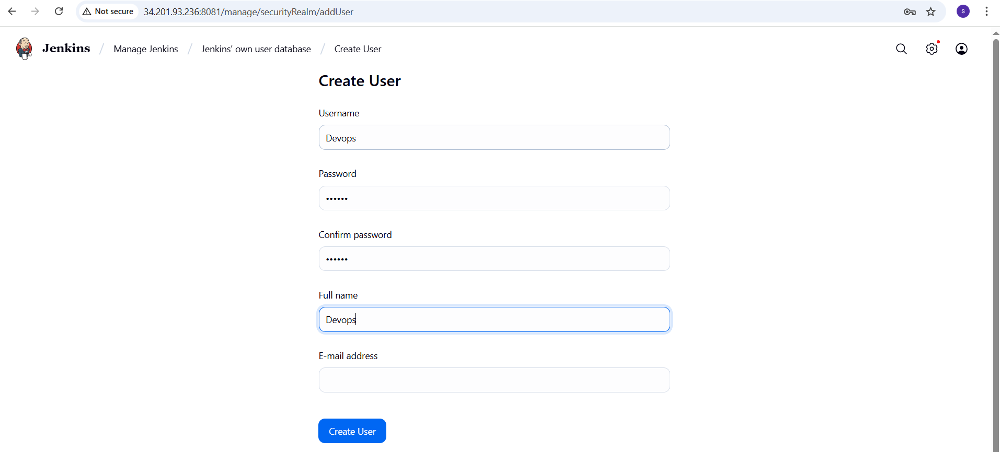 Not secure 34.201.93.236:8081/manage/securityRealm/addUser S
Jenkins / Manage Jenkins / Jenkins’ own user database / Create User
Create User
Username
Devops
Password
••••••
Confirm password
••••••
Full name
Devops
E-mail address
Create User